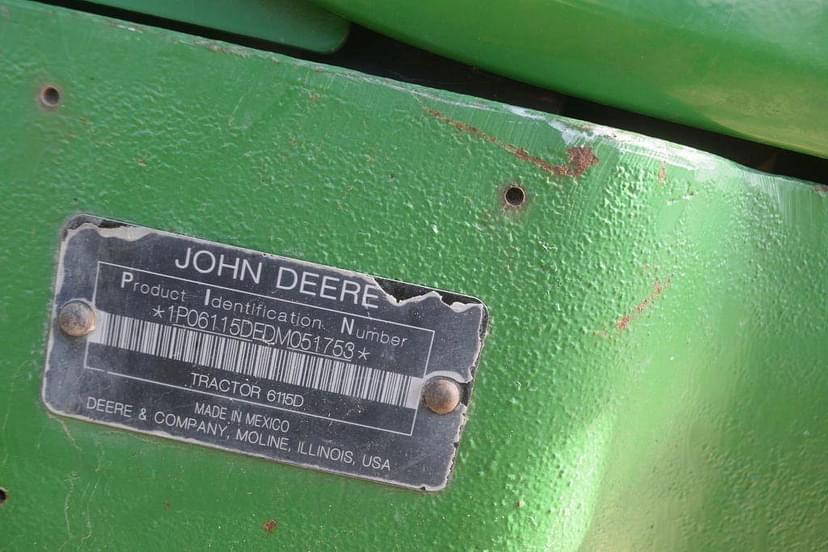 JOHN DEERE
Product Identification Number
*1P06115DEDM051753*
TRACTOR 6115D
MADE IN MEXICO
DEERE & COMPANY, MOLINE, ILLINOIS, USA